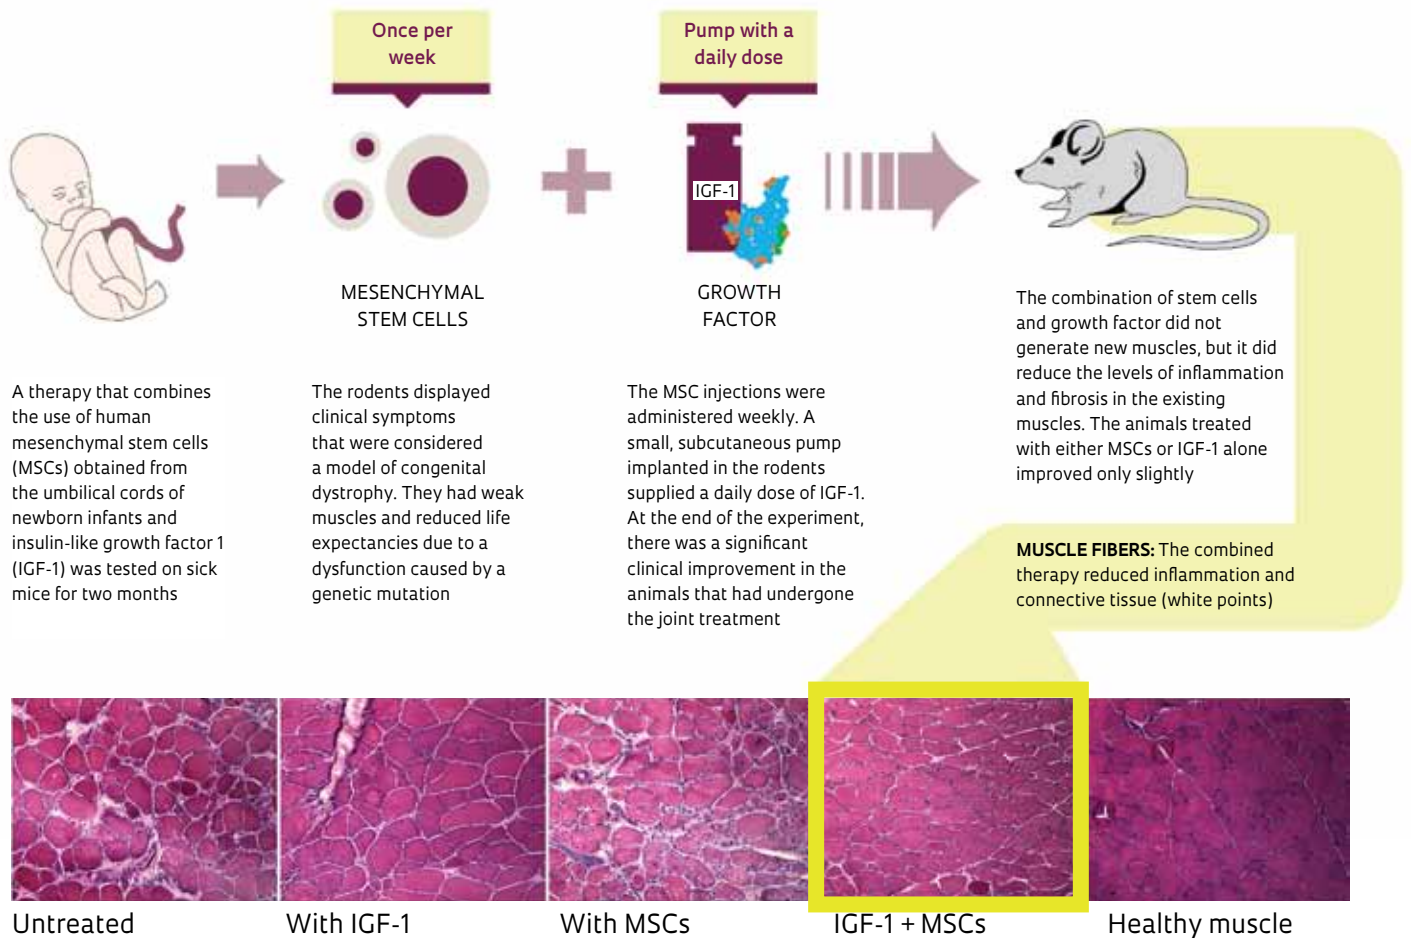 Once per
week
Pump with a
daily dose
IGF-1
MESENCHYMAL
STEM CELLS
GROWTH
FACTOR
A therapy that combines
the use of human
mesenchymal stem cells
(MSCs) obtained from
the umbilical cords of
newborn infants and
insulin-like growth factor 1
(IGF-1) was tested on sick
mice for two months
The rodents displayed
clinical symptoms
that were considered
a model of congenital
dystrophy. They had weak
muscles and reduced life
expectancies due to a
dysfunction caused by a
genetic mutation
The MSC injections were
administered weekly. A
small, subcutaneous pump
implanted in the rodents
supplied a daily dose of IGF-1.
At the end of the experiment,
there was a significant
clinical improvement in the
animals that had undergone
the joint treatment
The combination of stem cells
and growth factor did not
generate new muscles, but it did
reduce the levels of inflammation
and fibrosis in the existing
muscles. The animals treated
with either MSCs or IGF-1 alone
improved only slightly
MUSCLE FIBERS: The combined
therapy reduced inflammation and
connective tissue (white points)
Untreated
With IGF-1
With MSCs
IGF-1 + MSCs
Healthy muscle